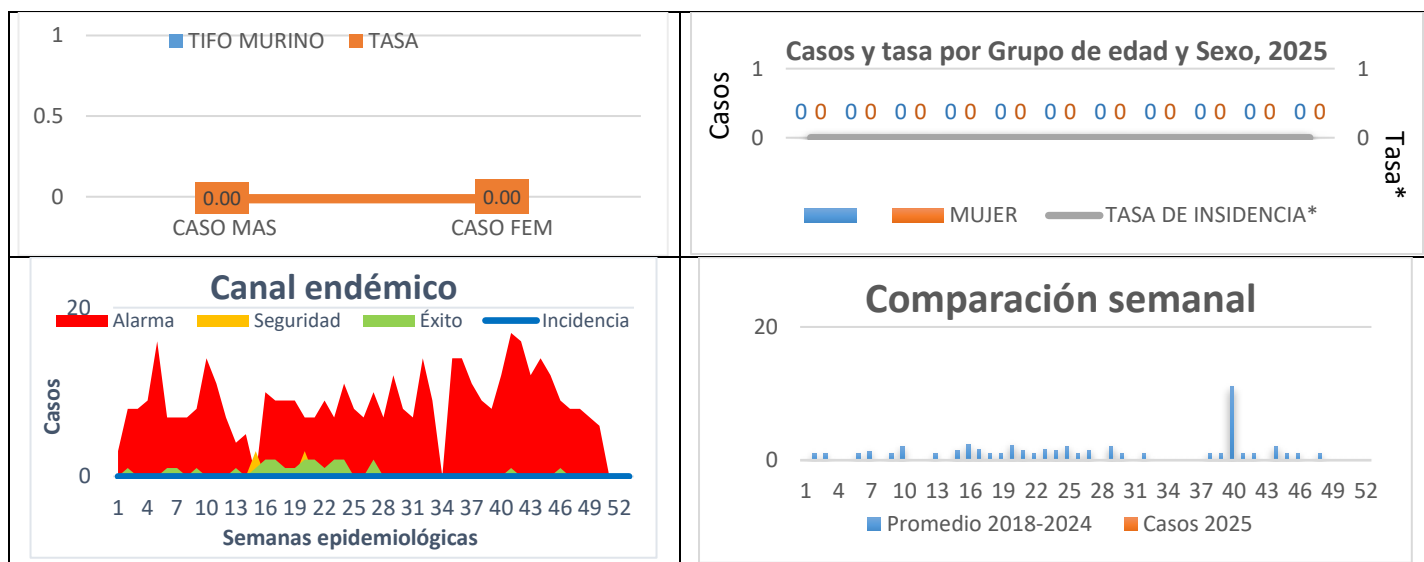 1
TIFO MURINO TASA
0.5
0
0.00 0.00
CASO MAS CASO FEM
Casos y tasa por Grupo de edad y Sexo, 2025
Casos
1 1
0 0 0 0 0 0 0 0 0 0 0 0 0 0 0 0 0 0 0 0 0 0
0 0
Tasa*
MUJER TASA DE INSIDENCIA*
Canal endémico
20
Alarma Seguridad Éxito Incidencia
Casos
0
1 4 7 10 13 16 19 22 25 28 31 34 37 40 43 46 49 52
Semanas epidemiológicas
Comparación semanal
20
0
1 4 7 10 13 16 19 22 25 28 31 34 37 40 43 46 49 52
Promedio 2018-2024 Casos 2025